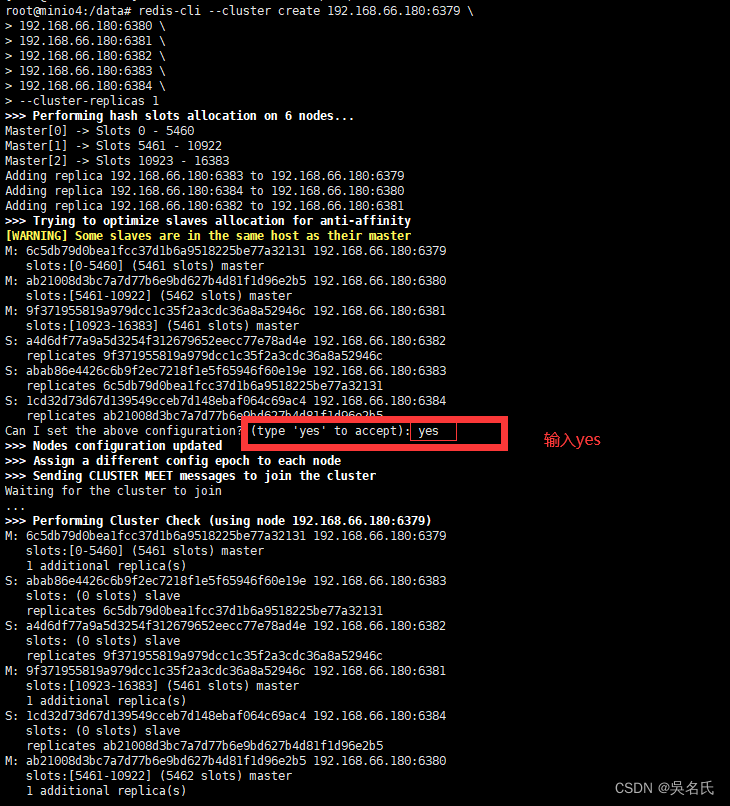 root@minio4:/data# redis-cli --cluster create 192.168.66.180:6379 \
> 192.168.66.180:6380 \
> 192.168.66.180:6381 \
> 192.168.66.180:6382 \
> 192.168.66.180:6383 \
> 192.168.66.180:6384 \
> --cluster-replicas 1
>>> Performing hash slots allocation on 6 nodes...
Master[0] -> Slots 0 - 5460
Master[1] -> Slots 5461 - 10922
Master[2] -> Slots 10923 - 16383
Adding replica 192.168.66.180:6383 to 192.168.66.180:6379
Adding replica 192.168.66.180:6384 to 192.168.66.180:6380
Adding replica 192.168.66.180:6382 to 192.168.66.180:6381
>>> Trying to optimize slaves allocation for anti-affinity
[WARNING] Some slaves are in the same host as their master
M: 6c5db79d0bea1fcc37d1b6a9518225be77a32131 192.168.66.180:6379
slots:[0-5460] (5461 slots) master
M: ab21008d3bc7a7d77b6e9bd627b4d81f1d96e2b5 192.168.66.180:6380
slots:[5461-10922] (5462 slots) master
M: 9f371955819a979dcc1c35f2a3cdc36a8a52946c 192.168.66.180:6381
slots:[10923-16383] (5461 slots) master
S: a4d6df77a9a5d3254f312679652eecc77e78ad4e 192.168.66.180:6382
replicates 9f371955819a979dcc1c35f2a3cdc36a8a52946c
S: abab86e4426c6b9f2ec7218f1e5f65946f60e19e 192.168.66.180:6383
replicates 6c5db79d0bea1fcc37d1b6a9518225be77a32131
S: 1cd32d73d67d139549cceb7d148ebaf064c69ac4 192.168.66.180:6384
replicates ab21008d3bc7a7d77b6e9bd627b4d81f1d96e2b5
Can I set the above configuration? (type 'yes' to accept): yes
输入yes
>>> Nodes configuration updated
>>> Assign a different config epoch to each node
>>> Sending CLUSTER MEET messages to join the cluster
Waiting for the cluster to join
...
>>> Performing Cluster Check (using node 192.168.66.180:6379)
M: 6c5db79d0bea1fcc37d1b6a9518225be77a32131 192.168.66.180:6379
slots:[0-5460] (5461 slots) master
1 additional replica(s)
S: abab86e4426c6b9f2ec7218f1e5f65946f60e19e 192.168.66.180:6383
slots: (0 slots) slave
replicates 6c5db79d0bea1fcc37d1b6a9518225be77a32131
S: a4d6df77a9a5d3254f312679652eecc77e78ad4e 192.168.66.180:6382
slots: (0 slots) slave
replicates 9f371955819a979dcc1c35f2a3cdc36a8a52946c
M: 9f371955819a979dcc1c35f2a3cdc36a8a52946c 192.168.66.180:6381
slots:[10923-16383] (5461 slots) master
1 additional replica(s)
S: 1cd32d73d67d139549cceb7d148ebaf064c69ac4 192.168.66.180:6384
slots: (0 slots) slave
replicates ab21008d3bc7a7d77b6e9bd627b4d81f1d96e2b5
M: ab21008d3bc7a7d77b6e9bd627b4d81f1d96e2b5 192.168.66.180:6380
slots:[5461-10922] (5462 slots) master
1 additional replica(s)
CSDN @吳名氏